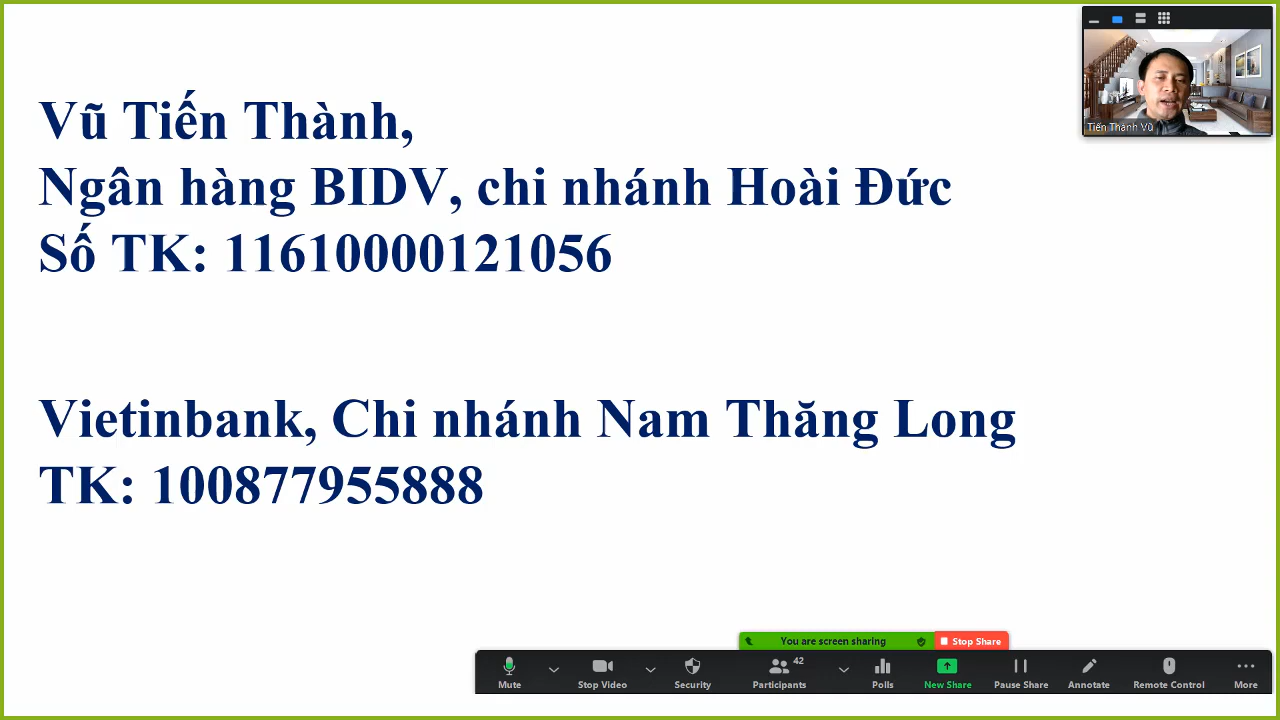 Vũ Tiến Thành,
Ngân hàng BIDV, chi nhánh Hoài Đức
Số TK: 11610000121056
Vietinbank, Chi nhánh Nam Thăng Long
TK: 100877955888
Tiến Thành Vũ
You are screen sharing
Stop Share
42
Mute
Stop Video
Security
Participants
Polls
New Share
Pause Share
Annotate
Remote Control
More